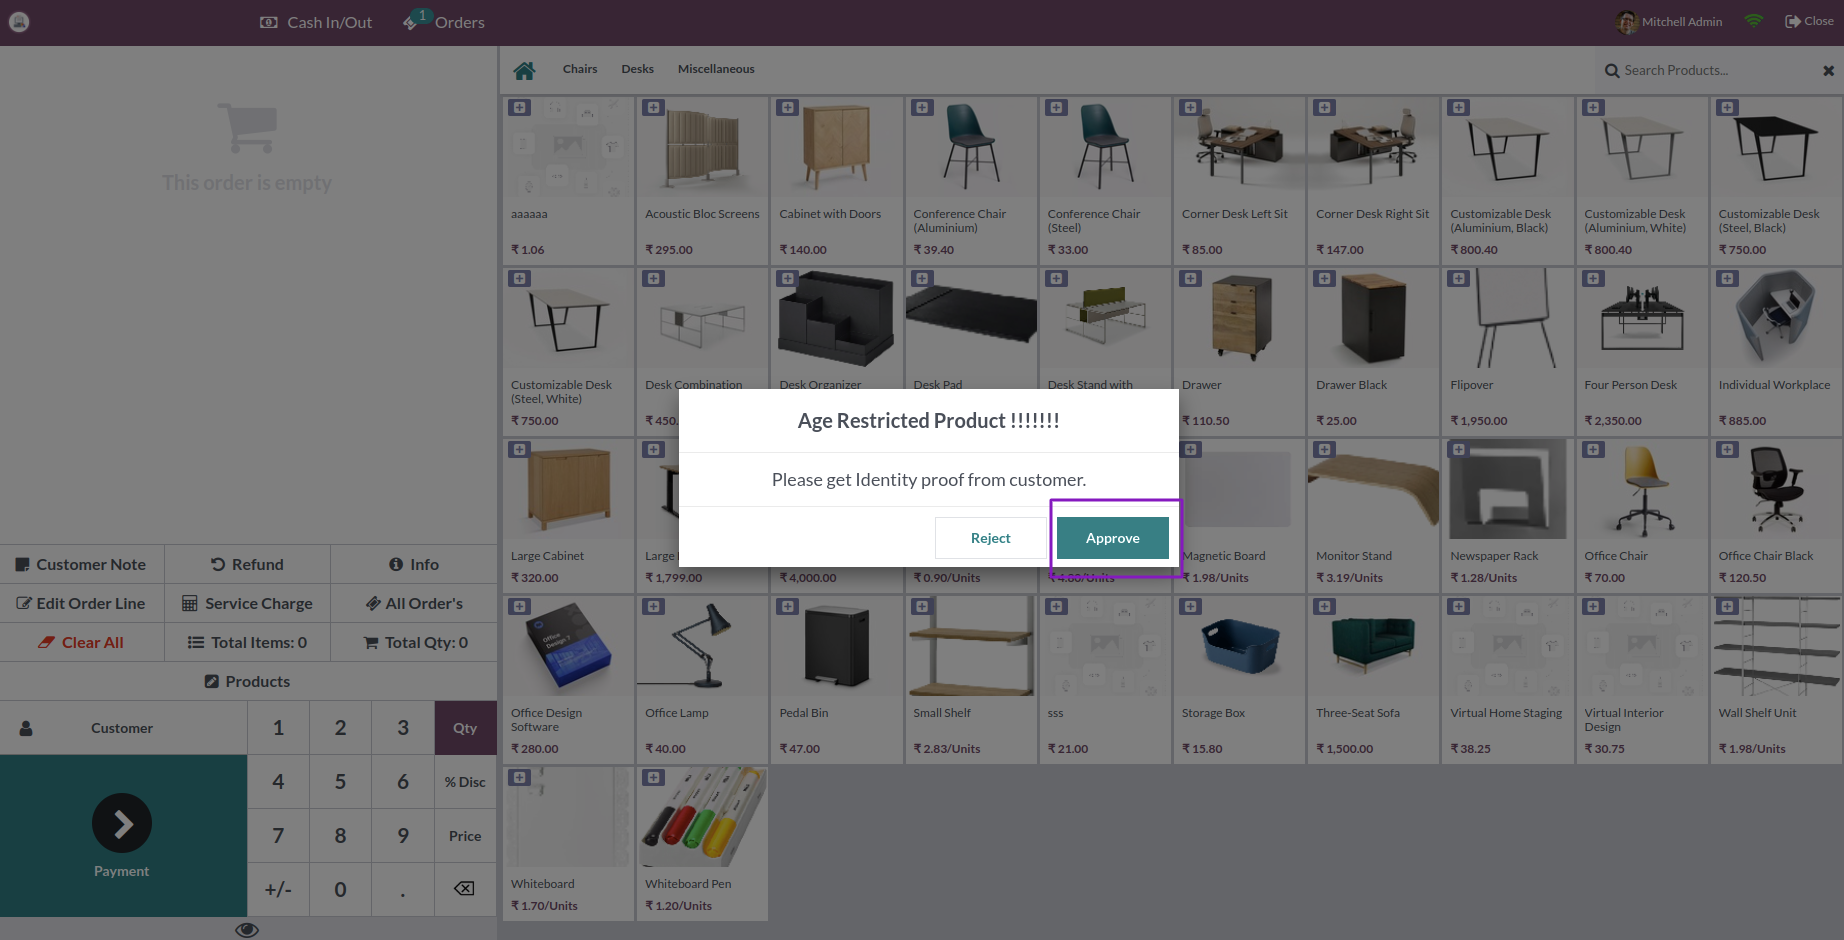 Cash In/Out
1
Orders
Mitchell Admin
Close
This order is empty
Chairs
Desks
Miscellaneous
Search Products...
aaaaaa
₹ 1.06
Acoustic Bloc Screens
₹ 295.00
Cabinet with Doors
₹ 140.00
Conference Chair
(Aluminium)
₹ 39.40
Conference Chair
(Steel)
₹ 33.00
Corner Desk Left Sit
₹ 85.00
Corner Desk Right Sit
₹ 147.00
Customizable Desk
(Aluminium, Black)
₹ 800.40
Customizable Desk
(Aluminium, White)
₹ 800.40
Customizable Desk
(Steel, Black)
₹ 750.00
Customizable Desk
(Steel, White)
₹ 750.00
Desk Combination
₹ 450.
Desk Organizer
Desk Pad
Desk Stand with
Drawer
₹ 110.50
Drawer Black
₹ 25.00
Flipover
₹ 1,950.00
Four Person Desk
₹ 2,350.00
Individual Workplace
₹ 885.00
Age Restricted Product !!!!!!!
Please get Identity proof from customer.
Reject
Approve
Large Cabinet
₹ 320.00
Large
₹ 1,799.00
₹ 4,000.00
₹ 0.90/Units
₹ 4.80/Units
Magnetic Board
₹ 1.98/Units
Monitor Stand
₹ 3.19/Units
Newspaper Rack
₹ 1.28/Units
Office Chair
₹ 70.00
Office Chair Black
₹ 120.50
Office Design 7
Office Design
Software
₹ 280.00
Office Lamp
₹ 40.00
Pedal Bin
₹ 47.00
Small Shelf
₹ 2.83/Units
sss
₹ 21.00
Storage Box
₹ 15.80
Three-Seat Sofa
₹ 1,500.00
Virtual Home Staging
₹ 38.25
Virtual Interior
Design
₹ 30.75
Wall Shelf Unit
₹ 1.98/Units
Whiteboard
₹ 1.70/Units
Whiteboard Pen
₹ 1.20/Units
Customer Note
Refund
Info
Edit Order Line
Service Charge
All Order's
Clear All
Total Items: 0
Total Qty: 0
Products
Customer
1
2
3
Qty
4
5
6
% Disc
7
8
9
Price
+/-
0
.
Payment